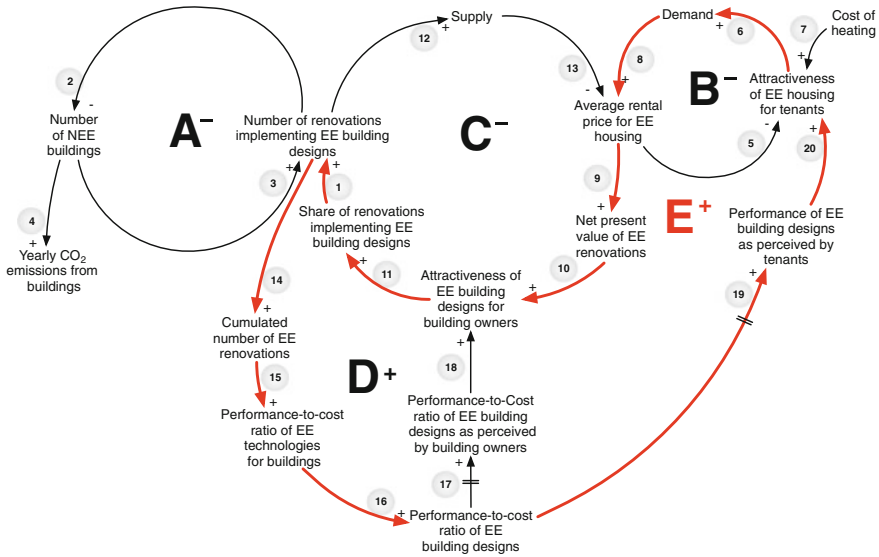 Supply
12
+
Demand
6
+
7
Cost of
heating
+
2
-
13
-
8
+
Number
of NEE
buildings
A-
Number of renovations
implementing EE building
designs
C-
Average rental
price for EE
housing
B-
Attractiveness
of EE housing
for tenants
+
20
-
5
3
+
+
1
9
+
E+
4
+
Yearly CO2
emissions from
buildings
Share of renovations
implementing EE
building designs
Net present
value of EE
renovations
Performance of EE
building designs
as perceived by
tenants
14
+
11
+
10
+
Attractiveness of
EE building
designs for
building owners
+
19
Cumulated
number of EE
renovations
15
+
D+
+
18
Performance-to-cost
ratio of EE
technologies
for buildings
Performance-to-Cost
ratio of EE building
designs as perceived
by building owners
+
17
16
+
Performance-to-cost
ratio of EE
building designs